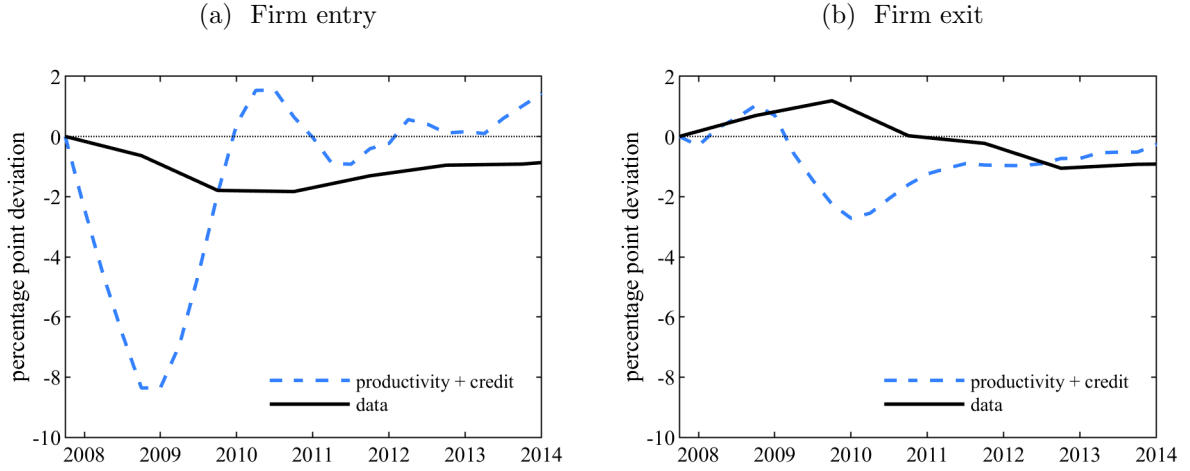 (a) Firm entry
percentage point deviation
2
0
-2
-4
-6
-8
-10
productivity + credit
data
2008 2009 2010 2011 2012 2013 2014
(b) Firm exit
percentage point deviation
2
0
-2
-4
-6
-8
-10
productivity + credit
data
2008 2009 2010 2011 2012 2013 2014